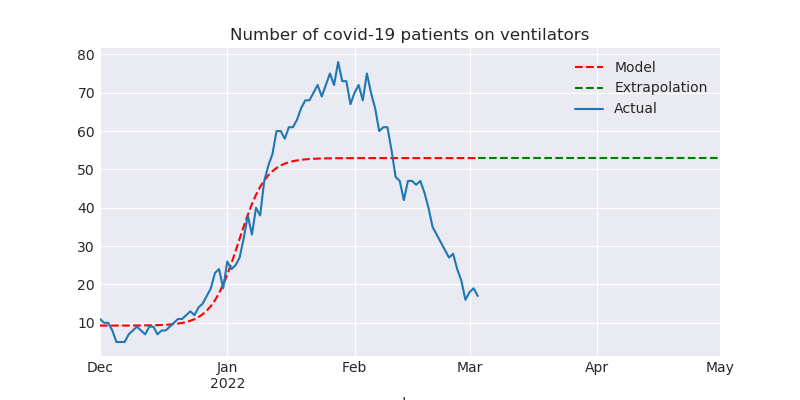 Number of covid-19 patients on ventilators
80
70
60
50
40
30
20
10
Model
Extrapolation
Actual
Dec
Jan
2022
Feb
Mar
Apr
May